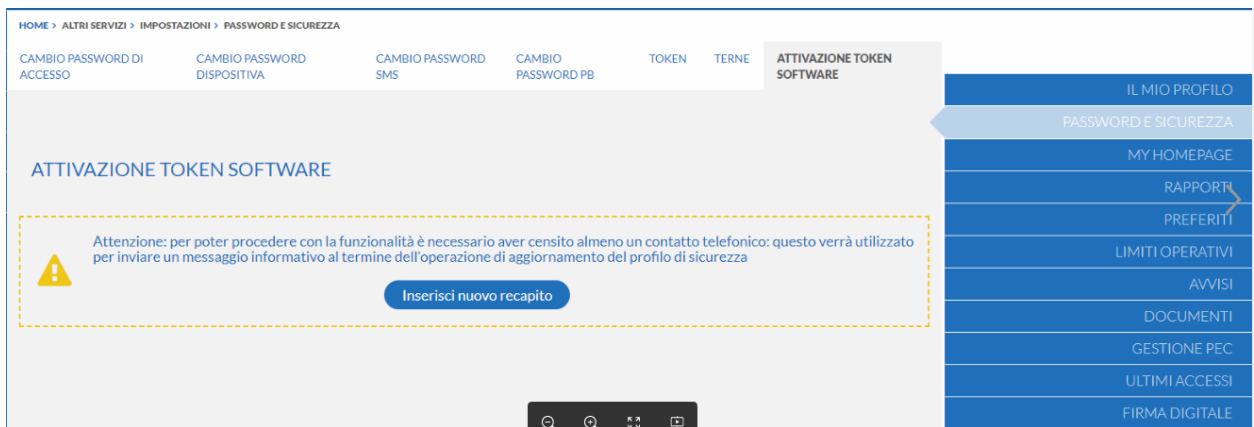 HOME > ALTRI SERVIZI > IMPOSTAZIONI > PASSWORD E SICUREZZA
CAMBIO PASSWORD DI ACCESSO
CAMBIO PASSWORD DISPOSITIVA
CAMBIO PASSWORD SMS
CAMBIO PASSWORD PB
TOKEN
TERNE
ATTIVAZIONE TOKEN SOFTWARE
ATTIVAZIONE TOKEN SOFTWARE
Attenzione: per poter procedere con la funzionalità è necessario aver censito almeno un contatto telefonico: questo verrà utilizzato
per inviare un messaggio informativo al termine dell'operazione di aggiornamento del profilo di sicurezza
Inserisci nuovo recapito
IL MIO PROFILO
PASSWORD E SICUREZZA
MY HOMEPAGE
RAPPORTI
PREFERITI
LIMITI OPERATIVI
AVVISI
DOCUMENTI
GESTIONE PEC
ULTIMI ACCESSI
FIRMA DIGITALE